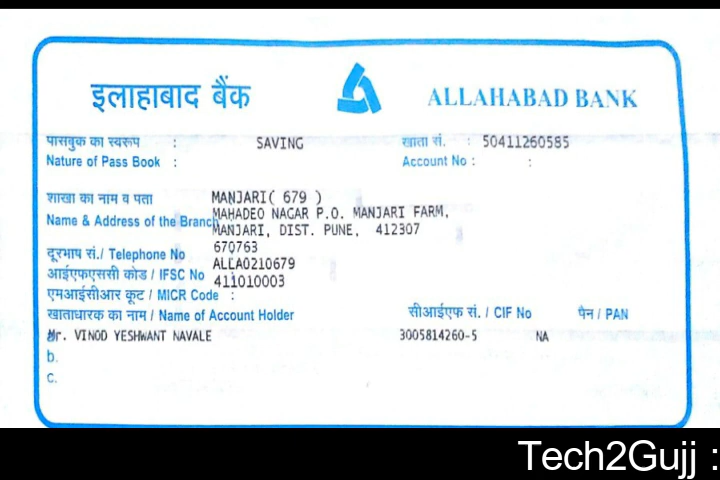 इलाहाबाद बैंक ALLAHABAD BANK
पासबुक का स्वरूप : SAVING खाता सं. : 50411260585
Nature of Pass Book : Account No : :
शाखा का नाम व पता MANJARI( 679 )
Name & Address of the Branch MAHADEO NAGAR P.O. MANJARI FARM,
MANJARI, DIST. PUNE, 412307
दूरभाष सं./ Telephone No 670763
आईएफएससी कोड / IFSC No ALLA0210679
एमआईसीआर कूट / MICR Code : 411010003
खाताधारक का नाम / Name of Account Holder सीआईएफ सं. / CIF No पैन / PAN
Mr. VINOD YESHWANT NAVALE 3005814260-5 NA
b.
c.
Tech2Gujj :